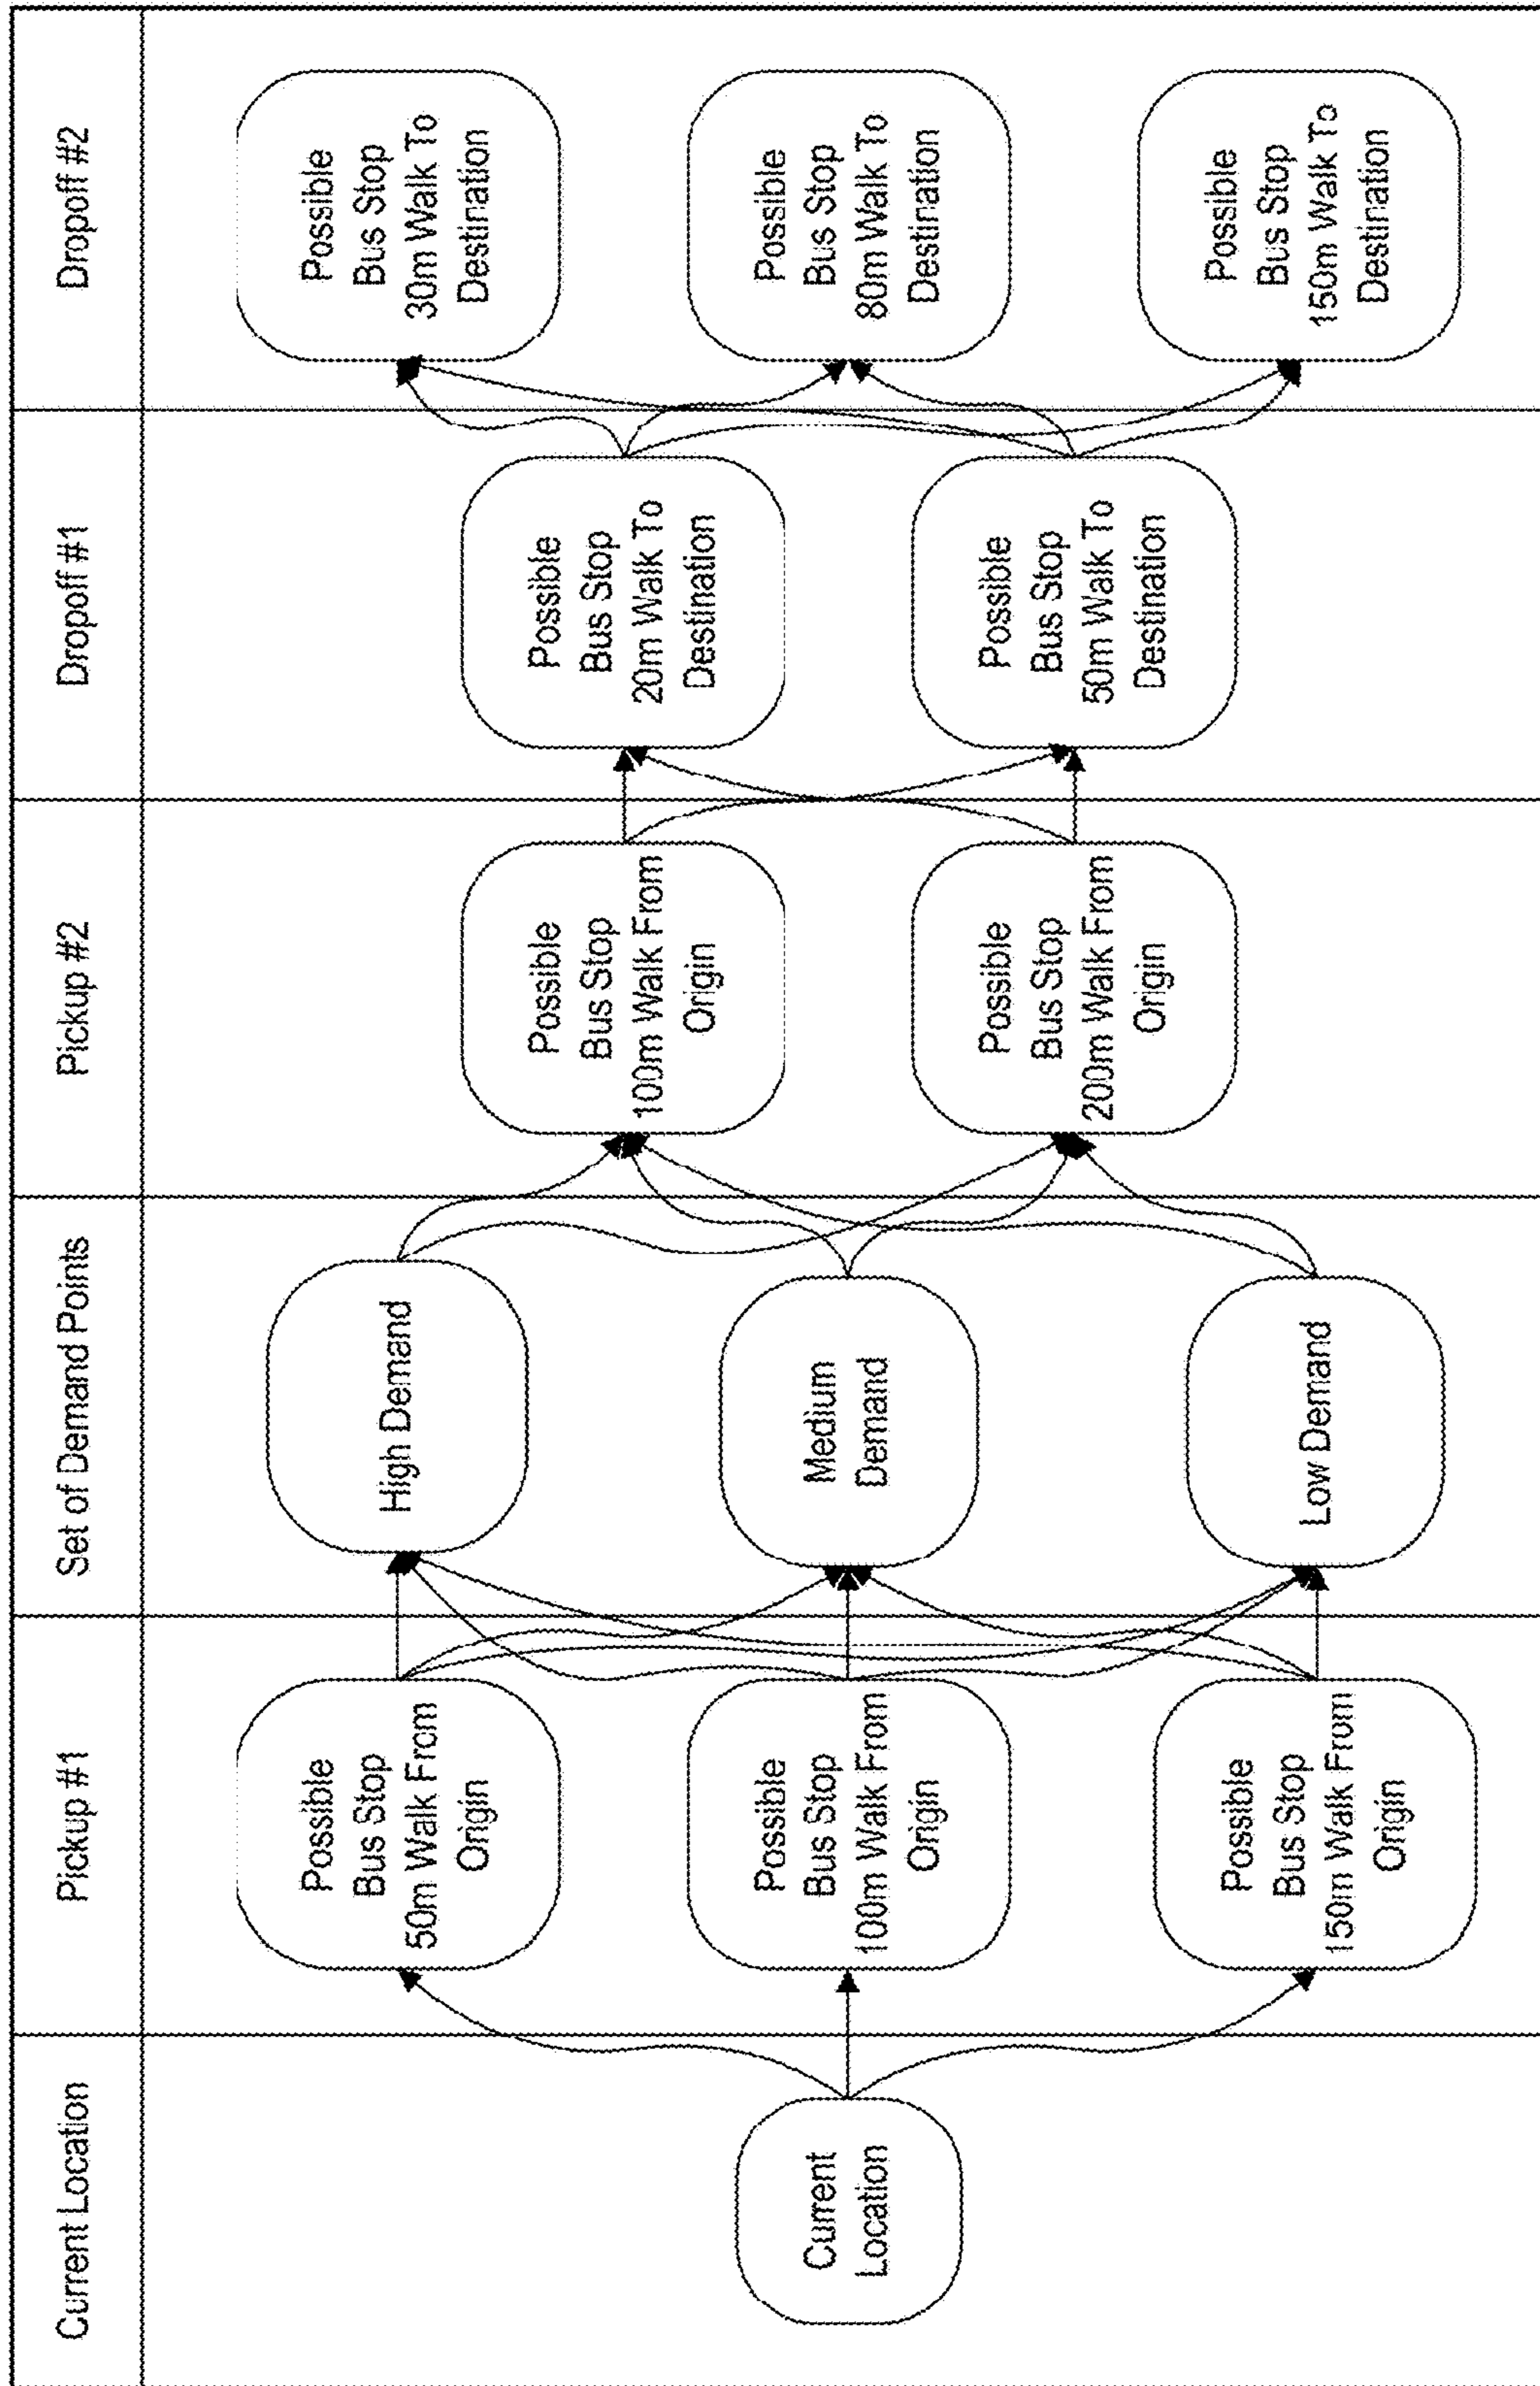 Current Location
Pickup #1
Set of Demand Points
Pickup #2
Dropoff #1
Dropoff #2
Current
Location
Possible
Bus Stop
50m Walk From
Origin
Possible
Bus Stop
100m Walk From
Origin
Possible
Bus Stop
150m Walk From
Origin
High Demand
Medium
Demand
Low Demand
Possible
Bus Stop
100m Walk From
Origin
Possible
Bus Stop
200m Walk From
Origin
Possible
Bus Stop
20m Walk To
Destination
Possible
Bus Stop
50m Walk To
Destination
Possible
Bus Stop
30m Walk To
Destination
Possible
Bus Stop
80m Walk To
Destination
Possible
Bus Stop
150m Walk To
Destination